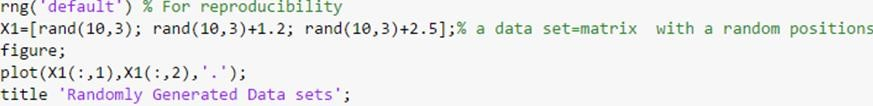 rng('default') % For reproducibility
X1=[rand(10,3); rand(10,3)+1.2; rand(10,3)+2.5];% a data set=matrix  with a random positions
figure;
plot(X1(:,1),X1(:,2),'.');
title 'Randomly Generated Data sets';